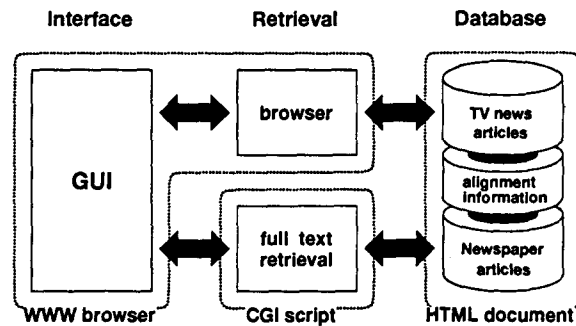 Interface Retrieval Database
GUI
browser
full text
retrieval
TV news
articles
alignment
information
Newspaper
articles
WWW browser CGI script HTML document